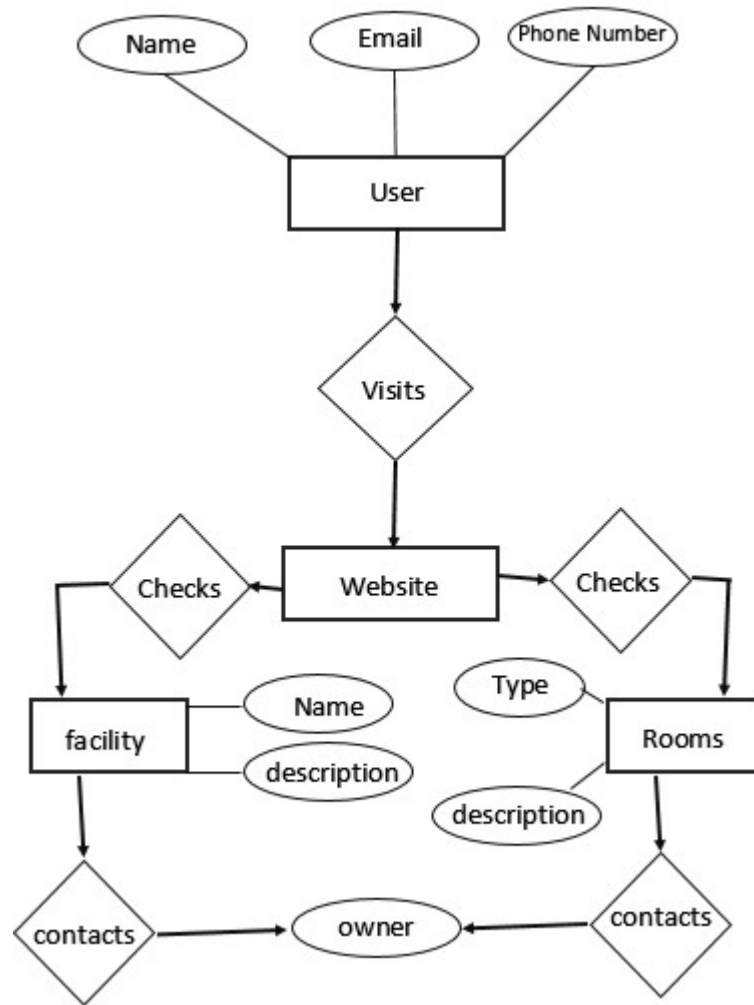 Name
Email
Phone Number
User
Visits
Checks
Website
Checks
facility
Name
description
Type
description
Rooms
contacts
owner
contacts